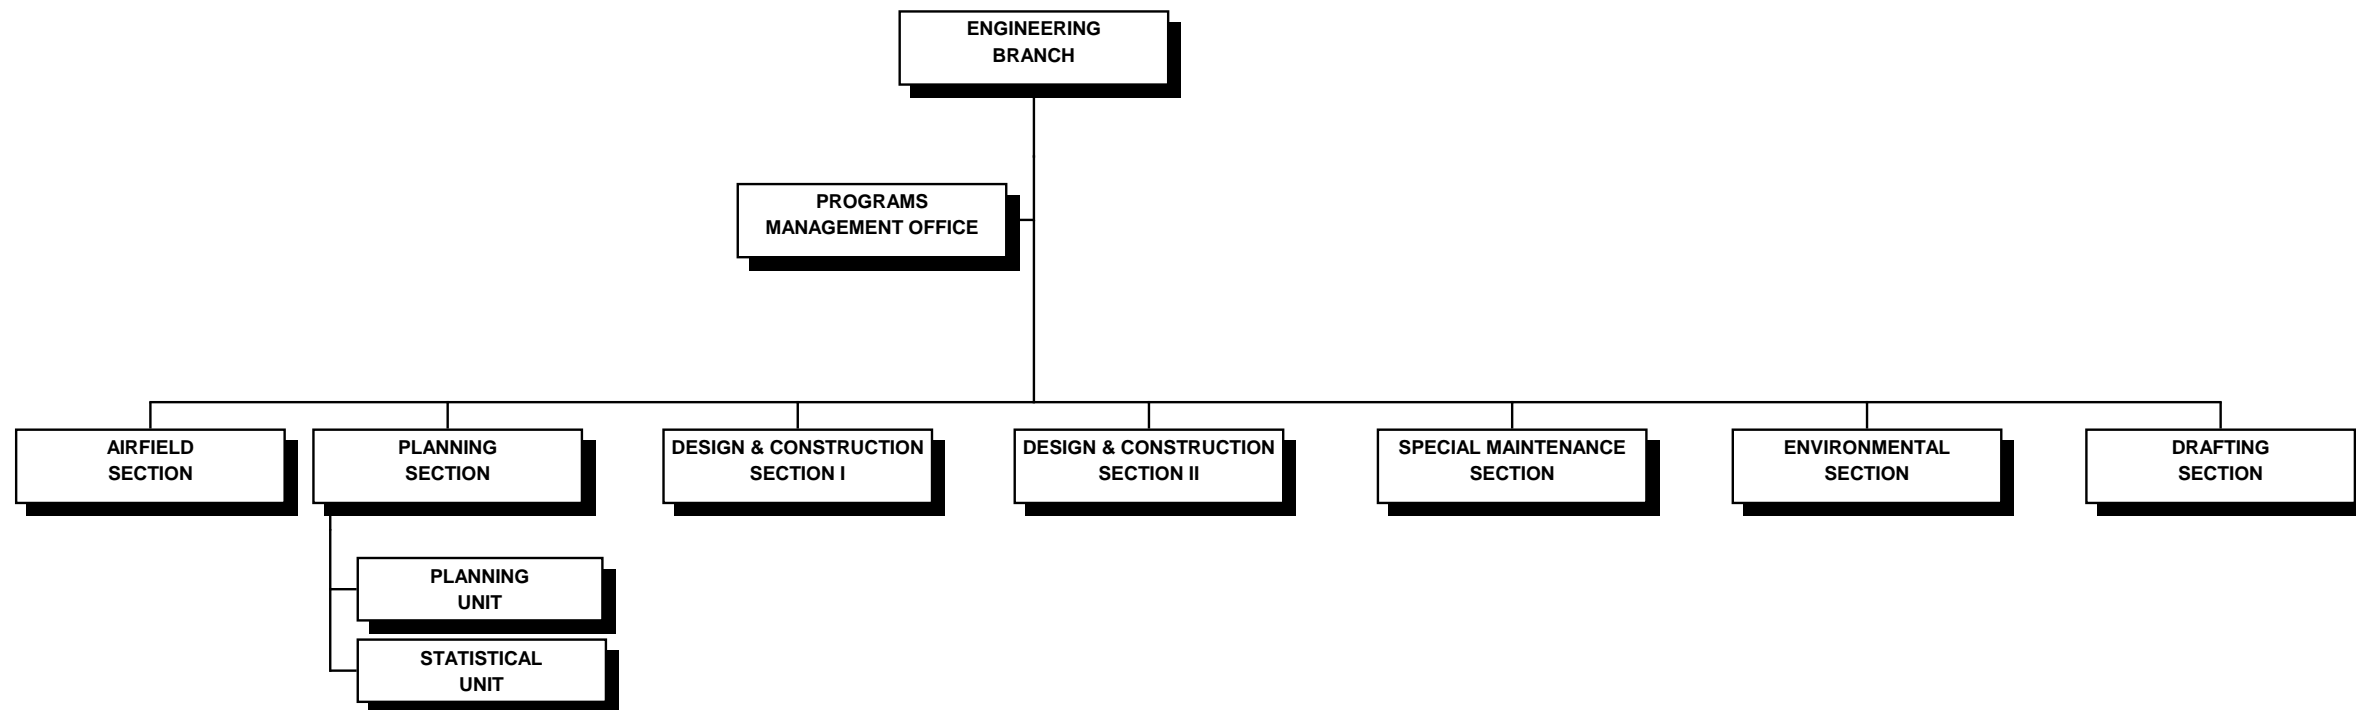 ENGINEERING
BRANCH
PROGRAMS
MANAGEMENT OFFICE
AIRFIELD
SECTION
PLANNING
SECTION
DESIGN & CONSTRUCTION
SECTION I
DESIGN & CONSTRUCTION
SECTION II
SPECIAL MAINTENANCE
SECTION
ENVIRONMENTAL
SECTION
DRAFTING
SECTION
PLANNING
UNIT
STATISTICAL
UNIT